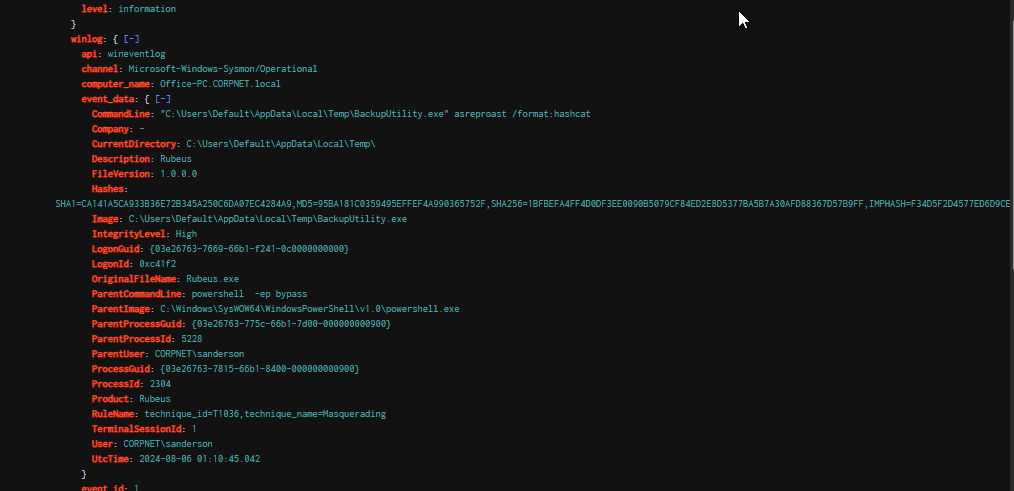 level: information
}
winlog: { [-]
api: wineventlog
channel: Microsoft-Windows-Sysmon/Operational
computer_name: Office-PC.CORPNET.local
event_data: { [-]
CommandLine: "C:\Users\Default\AppData\Local\Temp\BackupUtility.exe" asreproast /format:hashcat
Company: -
CurrentDirectory: C:\Users\Default\AppData\Local\Temp\
Description: Rubeus
FileVersion: 1.0.0.0
Hashes:
SHA1=CA141A5CA933B36E72B345A250C6DA07EC4284A9,MD5=95BA181C0359495EFFEF4A990365752F,SHA256=1BFBEFA4FF4D0DF3EE0090B5079CF84ED2E8D5377BA5B7A30AFD88367D57B9FF,IMPHASH=F34D5F2D4577ED6D9CE
Image: C:\Users\Default\AppData\Local\Temp\BackupUtility.exe
IntegrityLevel: High
LogonGuid: {03e26763-7669-66b1-f241-0c0000000000}
LogonId: 0xc41f2
OriginalFileName: Rubeus.exe
ParentCommandLine: powershell  -ep bypass
ParentImage: C:\Windows\SysWOW64\WindowsPowerShell\v1.0\powershell.exe
ParentProcessGuid: {03e26763-775c-66b1-7d00-000000000900}
ParentProcessId: 5228
ParentUser: CORPNET\sanderson
ProcessGuid: {03e26763-7815-66b1-8400-000000000900}
ProcessId: 2304
Product: Rubeus
RuleName: technique_id=T1036,technique_name=Masquerading
TerminalSessionId: 1
User: CORPNET\sanderson
UtcTime: 2024-08-06 01:10:45.042
}
event_id: 1